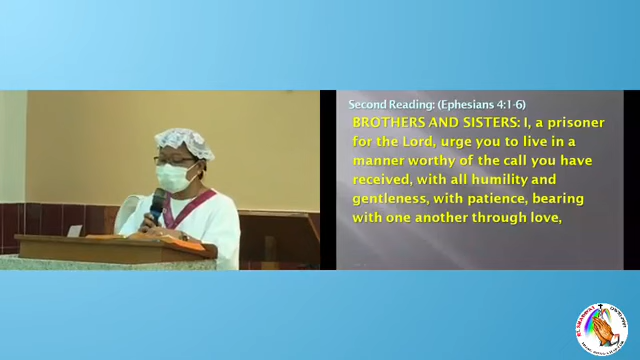 Second Reading: (Ephesians 4:1-6)
BROTHERS AND SISTERS: I, a prisoner
for the Lord, urge you to live in a
manner worthy of the call you have
received, with all humility and
gentleness, with patience, bearing
with one another through love,